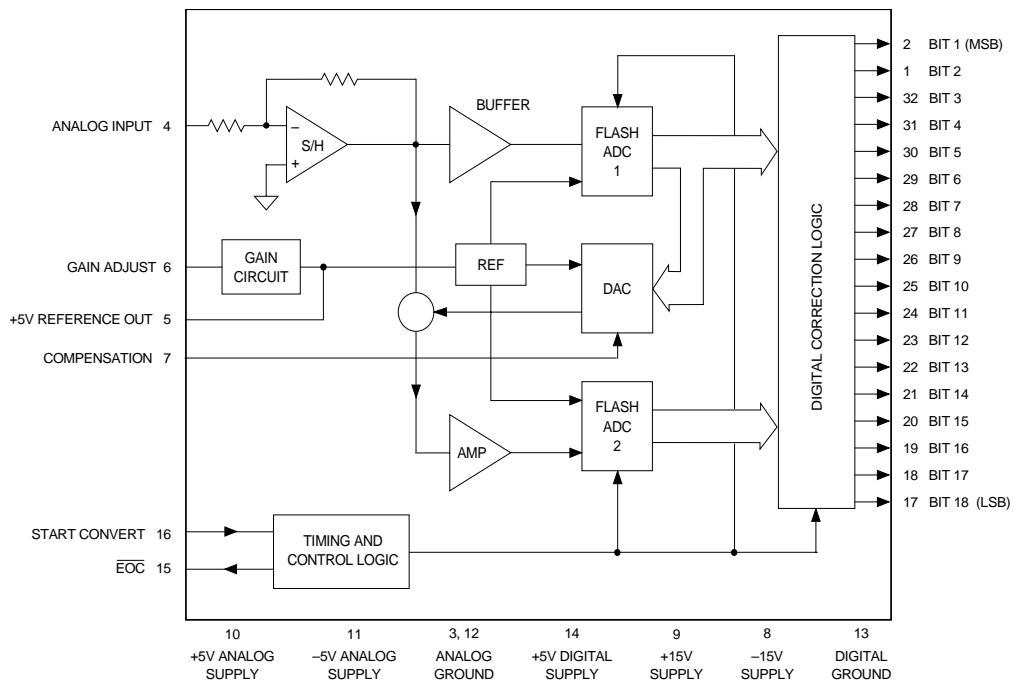 ANALOG INPUT 4
S/H
–
+
BUFFER
FLASH
ADC
1
GAIN ADJUST 6
GAIN
CIRCUIT
REF
DAC
+5V REFERENCE OUT 5
COMPENSATION 7
AMP
FLASH
ADC
2
START CONVERT 16
EOC 15
TIMING AND
CONTROL LOGIC
DIGITAL CORRECTION LOGIC
2 BIT 1 (MSB)
1 BIT 2
32 BIT 3
31 BIT 4
30 BIT 5
29 BIT 6
28 BIT 7
27 BIT 8
26 BIT 9
25 BIT 10
24 BIT 11
23 BIT 12
22 BIT 13
21 BIT 14
20 BIT 15
19 BIT 16
18 BIT 17
17 BIT 18 (LSB)
10
+5V ANALOG
SUPPLY
11
–5V ANALOG
SUPPLY
3, 12
ANALOG
GROUND
14
+5V DIGITAL
SUPPLY
9
+15V
SUPPLY
8
–15V
SUPPLY
13
DIGITAL
GROUND